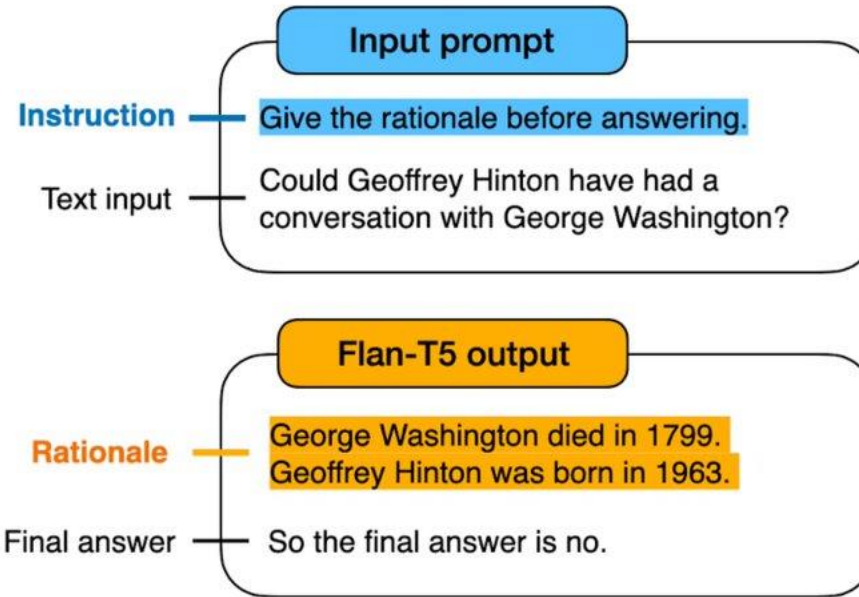 Input prompt
Instruction
Give the rationale before answering.
Text input
Could Geoffrey Hinton have had a
conversation with George Washington?
Flan-T5 output
Rationale
George Washington died in 1799.
Geoffrey Hinton was born in 1963.
Final answer
So the final answer is no.